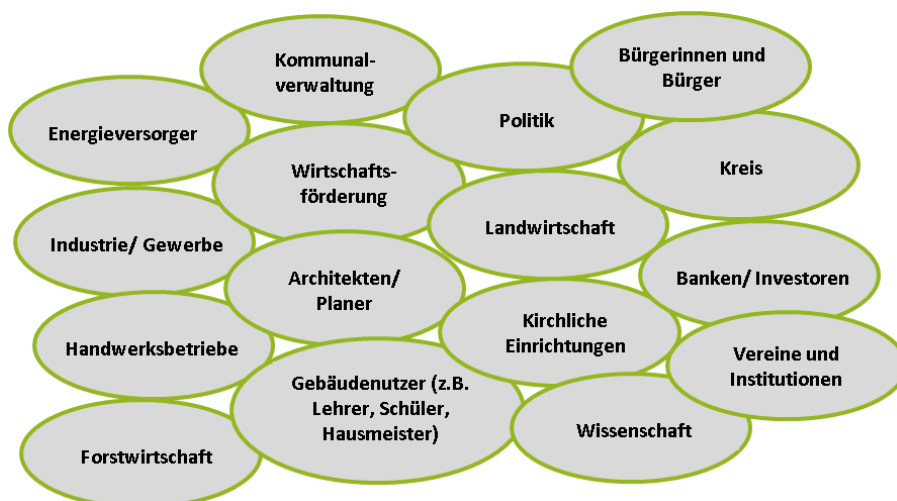 Kommunal-
verwaltung
Bürgerinnen und
Bürger
Energieversorger
Politik
Wirtschafts-
förderung
Kreis
Industrie/ Gewerbe
Landwirtschaft
Architekten/
Planer
Banken/ Investoren
Handwerksbetriebe
Kirchliche
Einrichtungen
Vereine und
Institutionen
Gebäudenutzer (z.B.
Lehrer, Schüler,
Hausmeister)
Wissenschaft
Forstwirtschaft